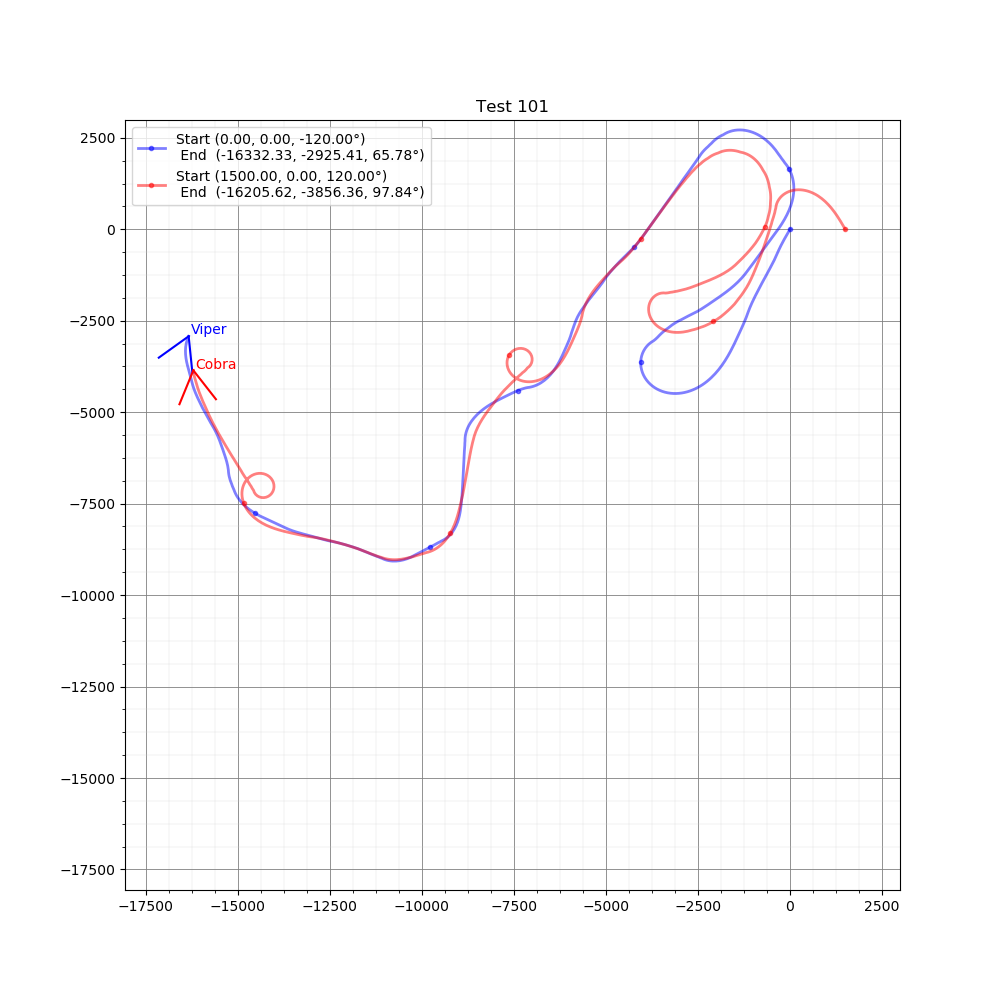 Test 101
Start (0.00, 0.00, -120.00°)
End  (-16332.33, -2925.41, 65.78°)
Start (1500.00, 0.00, 120.00°)
End  (-16205.62, -3856.36, 97.84°)
2500
0
−2500
−5000
−7500
−10000
−12500
−15000
−17500
Viper
Cobra
−17500 −15000 −12500 −10000 −7500 −5000 −2500 0 2500